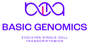 BASIC GENOMICS
EVOLVING SINGLE-CELL
TRANSCRIPTOMICS